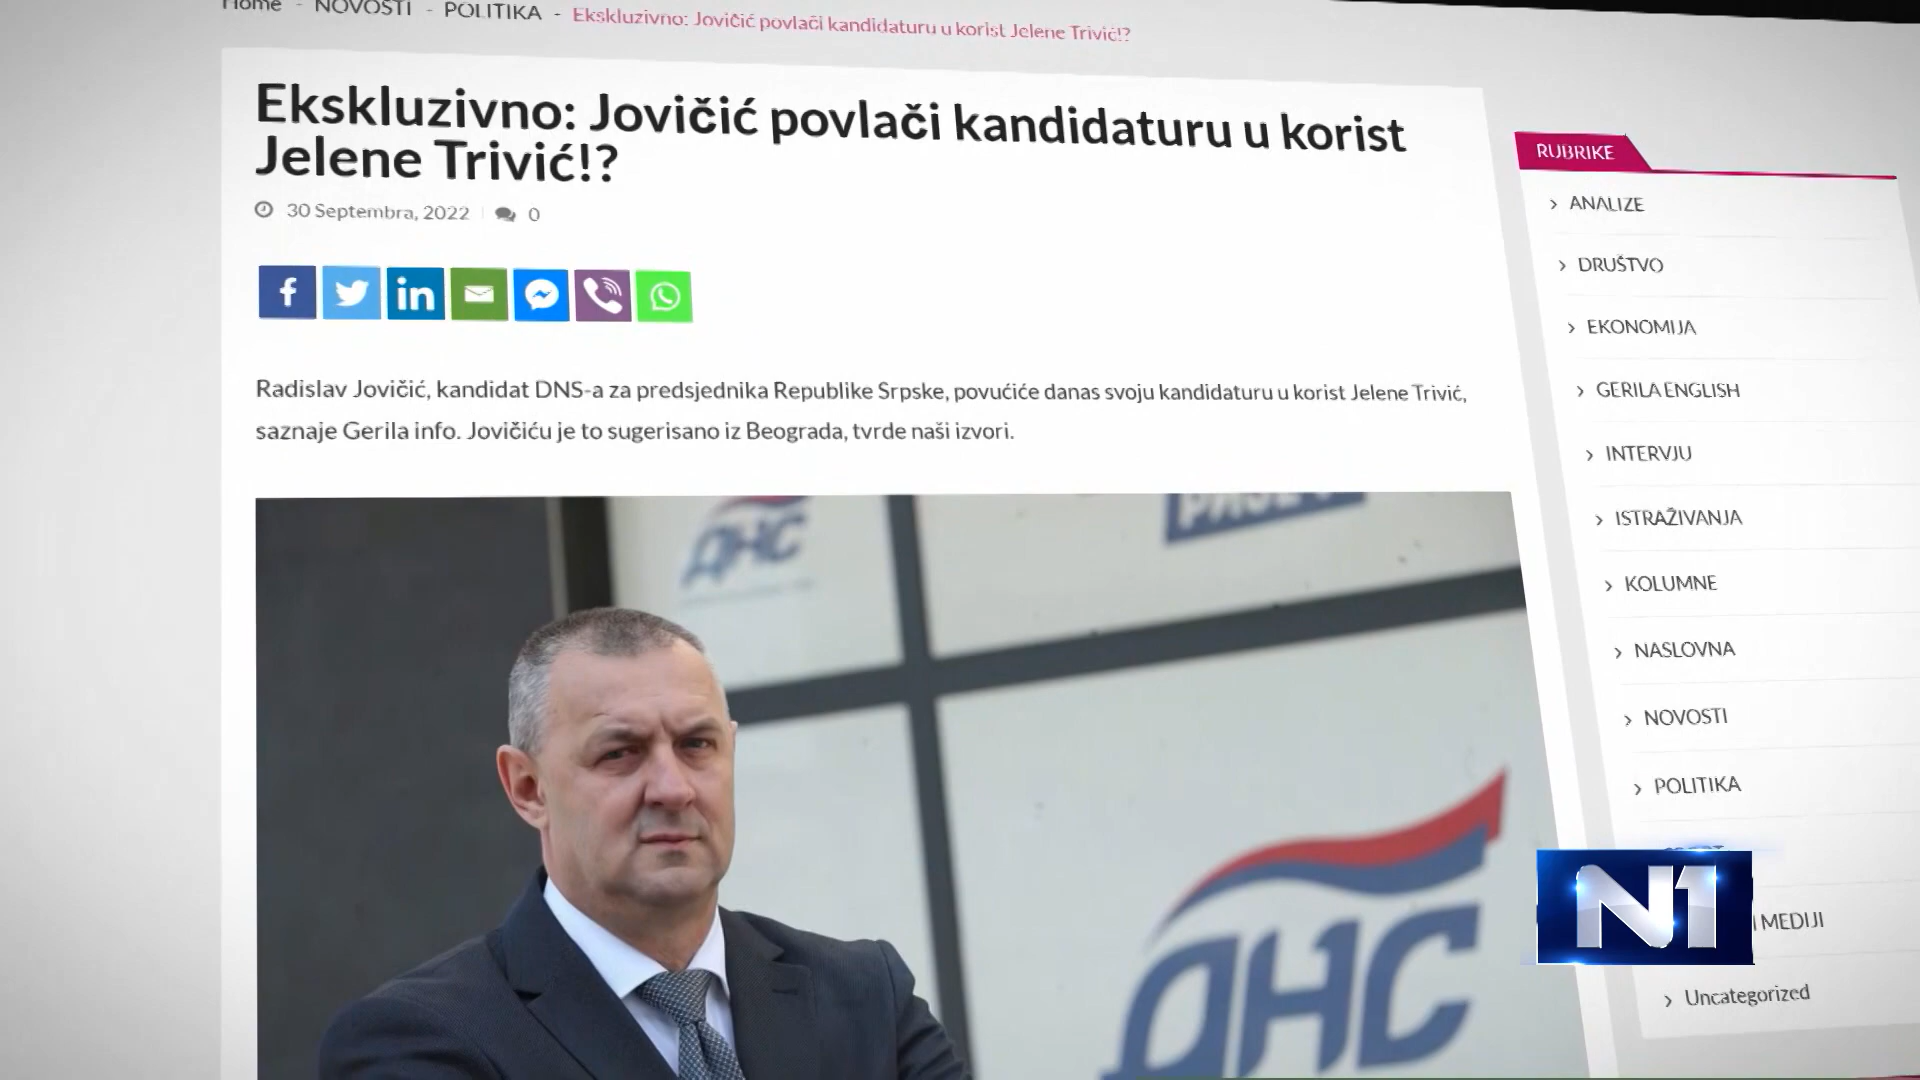 Home - NOVOSTI - POLITIKA - Ekskluzivno: Jovičić povlači kandidaturu u korist Jelene Trivić!?
Ekskluzivno: Jovičić povlači kandidaturu u korist
Jelene Trivić!?
30 Septembra, 2022 0
Radislav Jovičić, kandidat DNS-a za predsjednika Republike Srpske, povućiće danas svoju kandidaturu u korist Jelene Trivić,
saznaje Gerila info. Jovičiću je to sugerisano iz Beograda, tvrde naši izvori.
ДНС
ДНС
RUBRIKE
ANALIZE
DRUŠTVO
EKONOMIJA
GERILA ENGLISH
INTERVJU
ISTRAŽIVANJA
KOLUMNE
NASLOVNA
NOVOSTI
POLITIKA
N1
I MEDIJI
Uncategorized